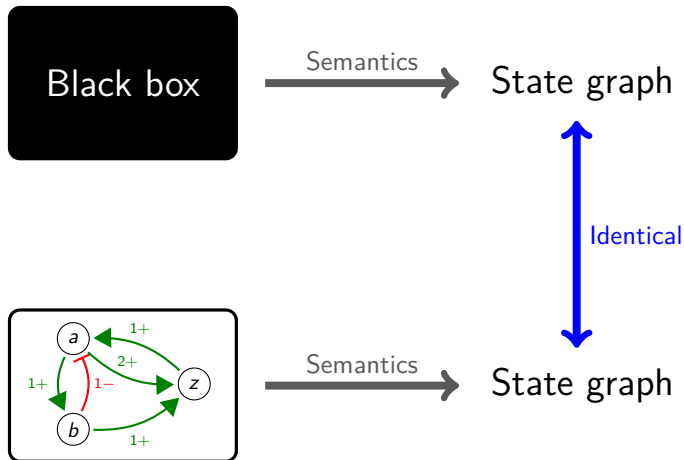 Black box
Semantics
State graph
Identical
a
1+
2+
z
1+
1-
b
1+
Semantics
State graph